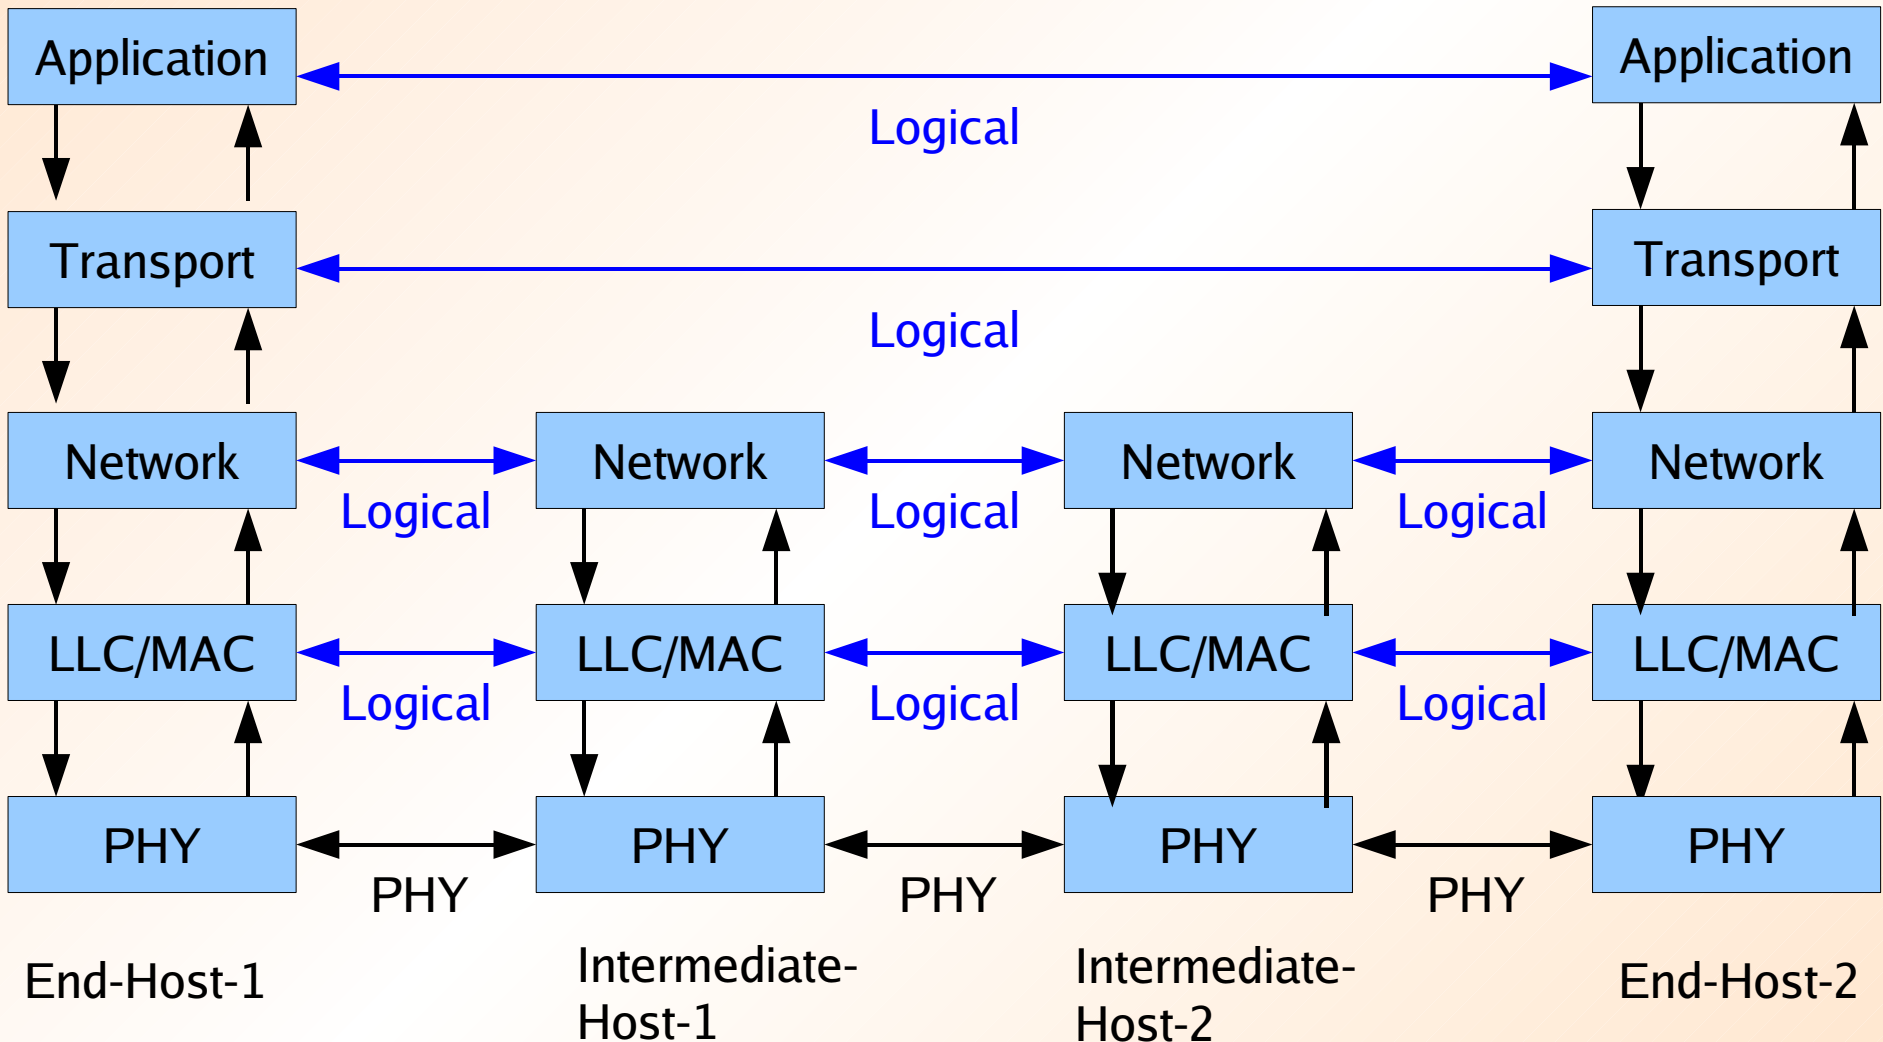 Application
Application
Logical
Transport
Transport
Logical
Network
Network
Network
Network
Logical
Logical
Logical
LLC/MAC
LLC/MAC
LLC/MAC
LLC/MAC
Logical
Logical
Logical
PHY
PHY
PHY
PHY
PHY
PHY
PHY
End-Host-1
Intermediate-
Host-1
Intermediate-
Host-2
End-Host-2